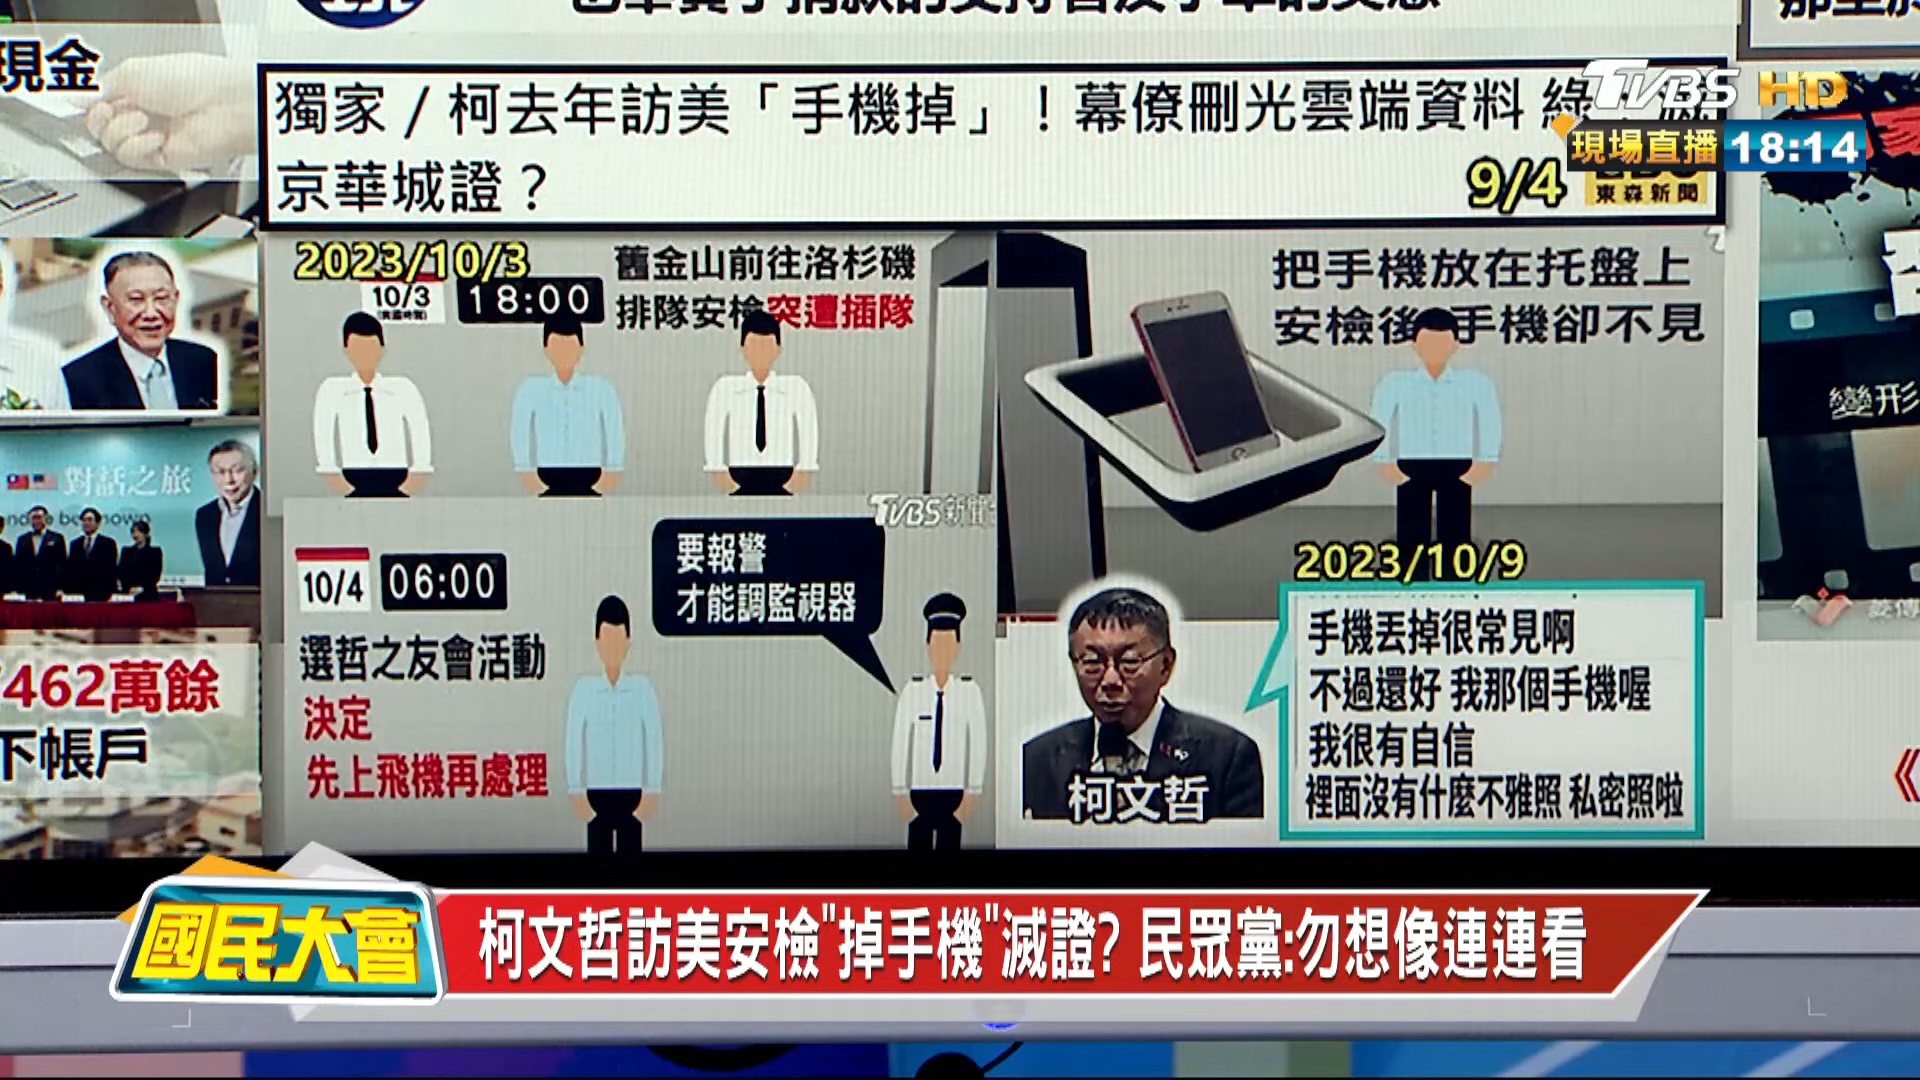 現金
獨家/柯去年訪美「手機掉」!幕僚刪光雲端資料 綠
京華城證?
9/4
東森新聞
TVBS HD
現場直播 18:14
2023/10/3
10/3
18:00
舊金山前往洛杉磯
排隊安檢突遭插隊
把手機放在托盤上
安檢後 手機卻不見
對話之旅
TVBS新聞
10/4
06:00
要報警
才能調監視器
選哲之友會活動
決定
先上飛機再處理
2023/10/9
手機丟掉很常見啊
不過還好 我那個手機喔
我很有自信
裡面沒有什麼不雅照 私密照啦
柯文哲
變形
462萬餘
下帳戶
國民大會
柯文哲訪美安檢"掉手機"滅證? 民眾黨:勿想像連連看